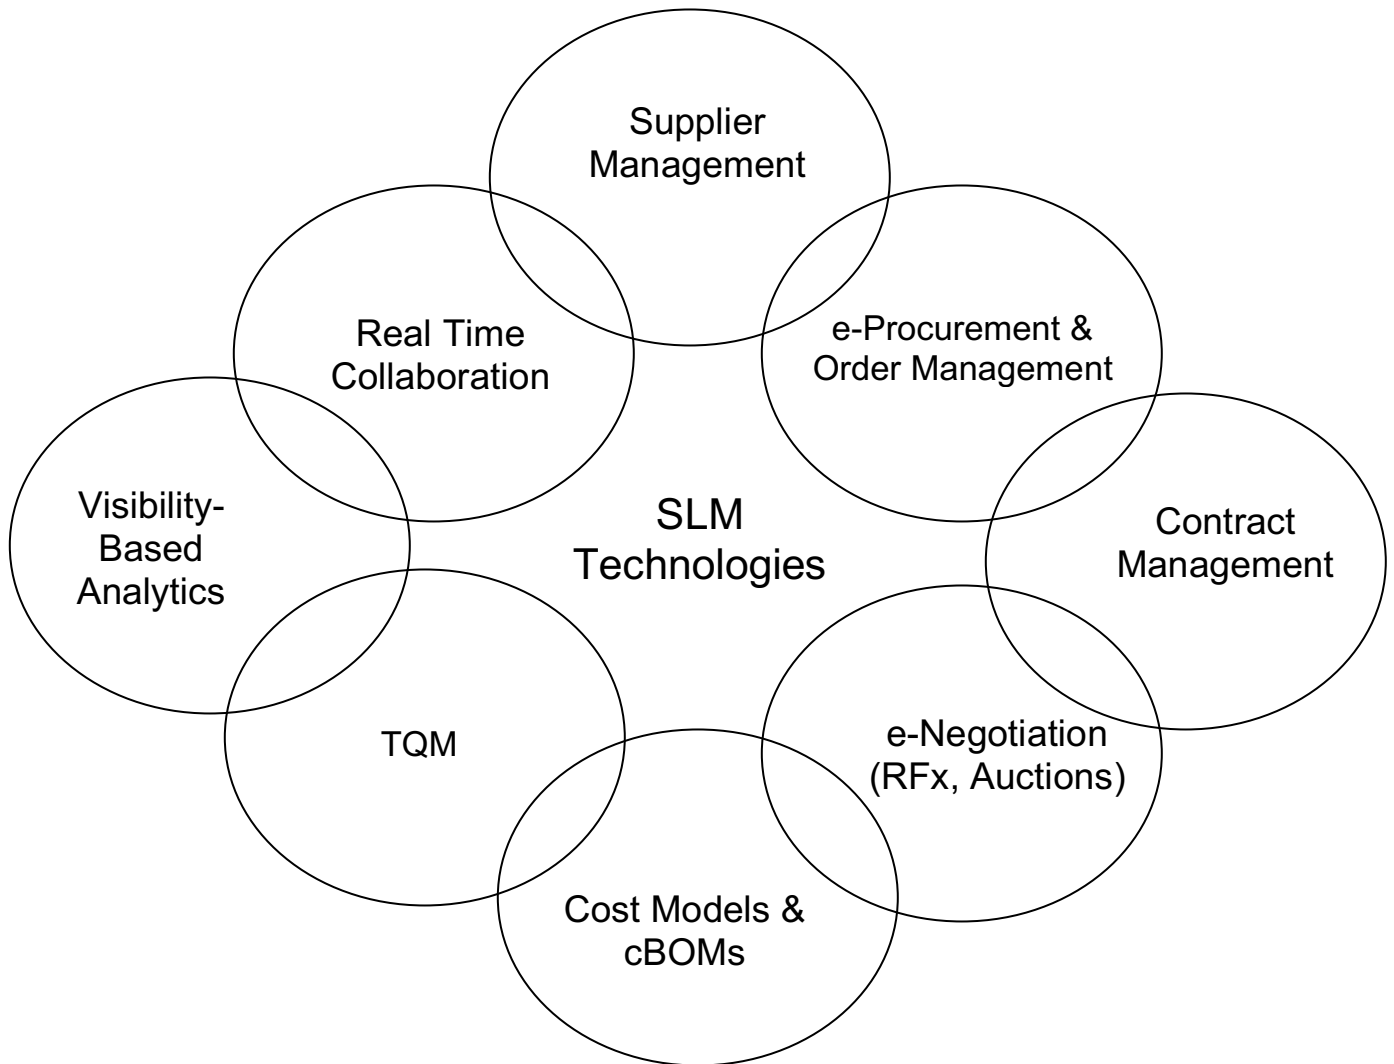 Supplier
Management
Real Time
Collaboration
e-Procurement &
Order Management
Visibility-
Based
Analytics
SLM
Technologies
Contract
Management
TQM
e-Negotiation
(RFx, Auctions)
Cost Models &
cBOMs